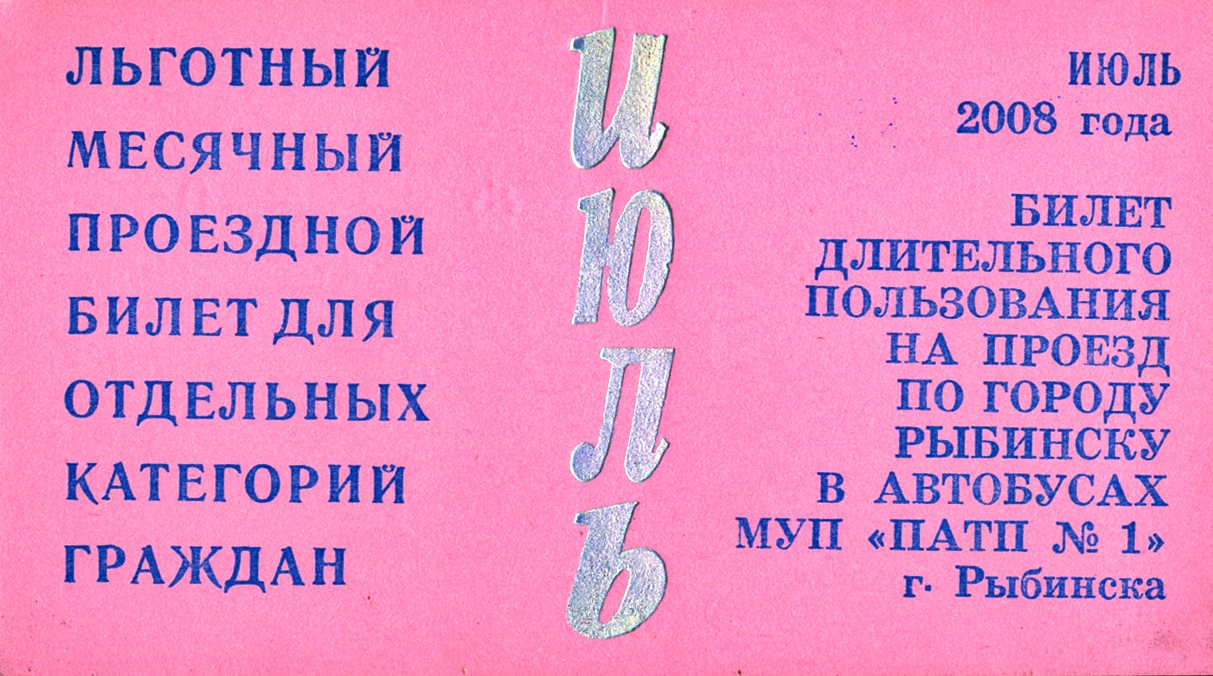 ЛЬГОТНЫЙ
МЕСЯЧНЫЙ
ПРОЕЗДНОЙ
БИЛЕТ ДЛЯ
ОТДЕЛЬНЫХ
КАТЕГОРИЙ
ГРАЖДАН
июль
ИЮЛЬ
2008 года
БИЛЕТ
ДЛИТЕЛЬНОГО
ПОЛЬЗОВАНИЯ
НА ПРОЕЗД
ПО ГОРОДУ
РЫБИНСКУ
В АВТОБУСАХ
МУП «ПАТП № 1»
г. Рыбинска